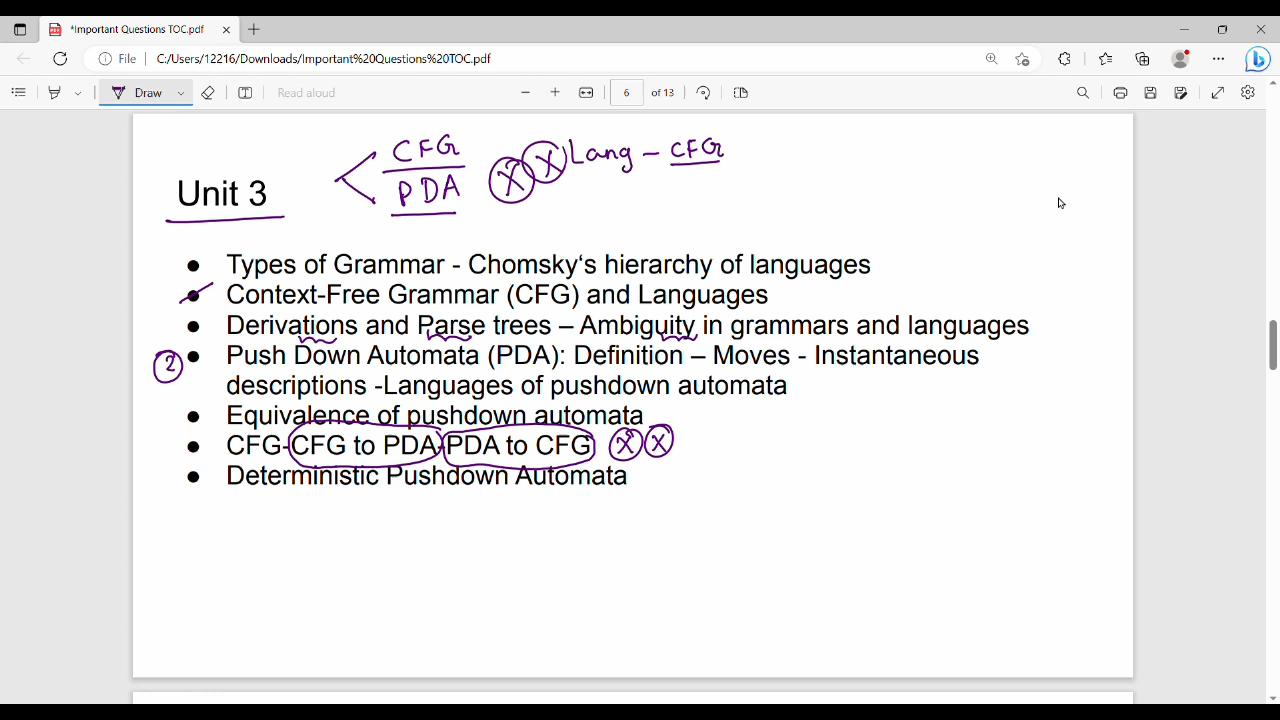 *Important Questions TOC.pdf
File C:/Users/12216/Downloads/Important%20Questions%20TOC.pdf
Draw Read aloud 6 of 13
CFG
PDA X X Lang - CFG
Unit 3
● Types of Grammar - Chomsky‘s hierarchy of languages
● Context-Free Grammar (CFG) and Languages
● Derivations and Parse trees – Ambiguity in grammars and languages
② ● Push Down Automata (PDA): Definition – Moves - Instantaneous
descriptions -Languages of pushdown automata
● Equivalence of pushdown automata
● CFG-CFG to PDA-PDA to CFG X X
● Deterministic Pushdown Automata